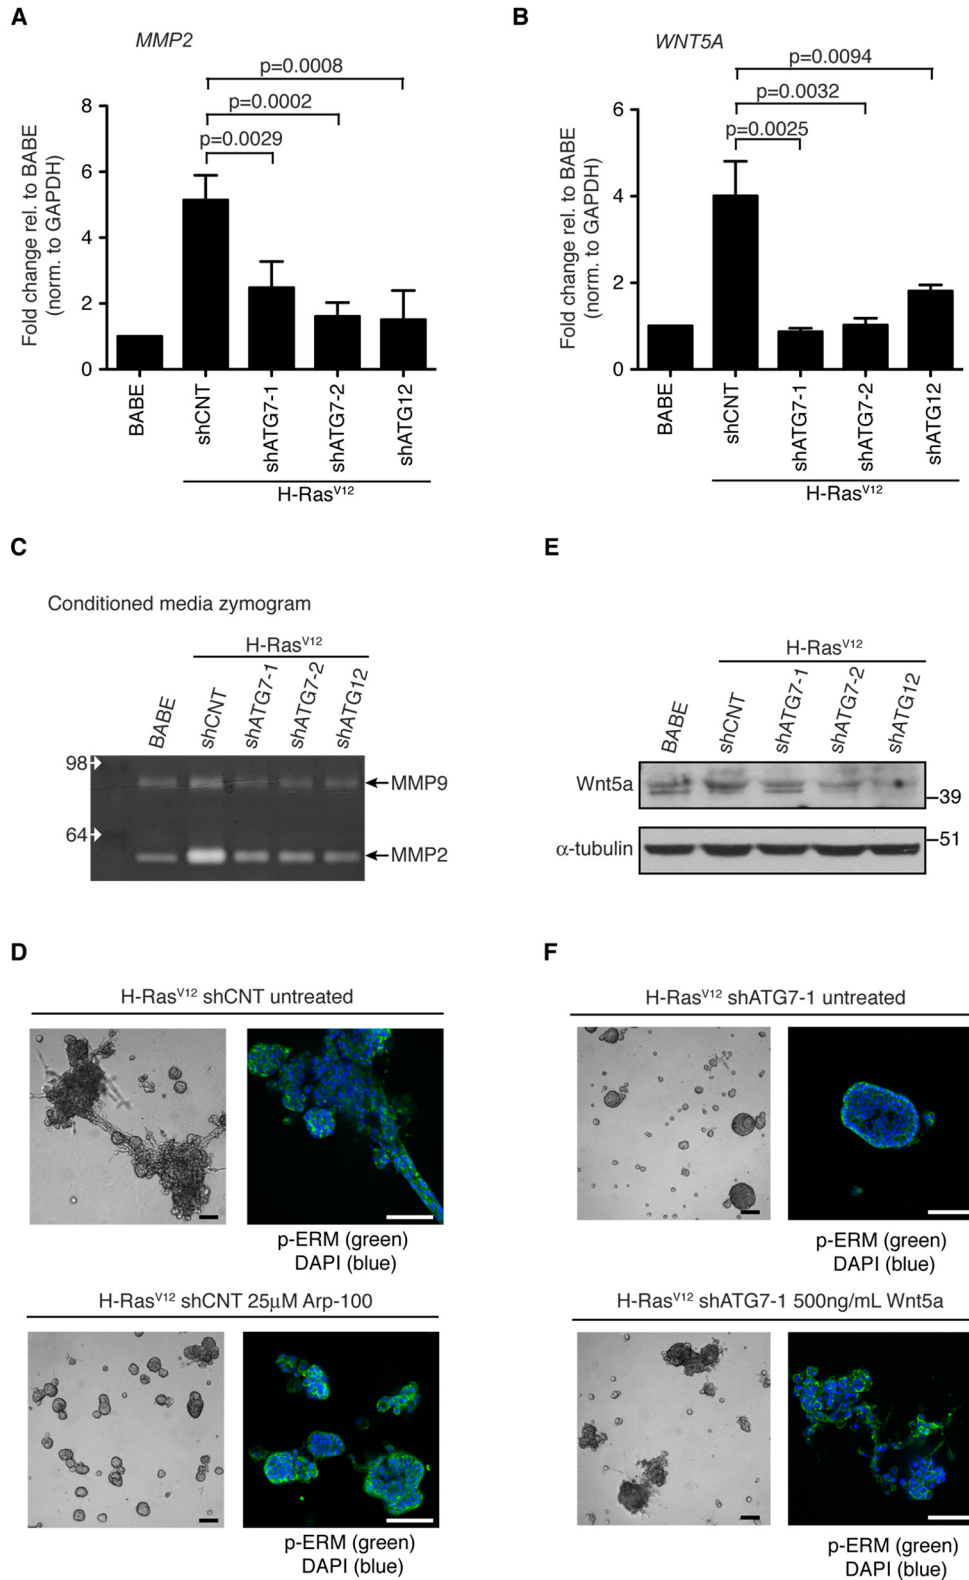 A
MMP2
p=0.0008
p=0.0002
p=0.0029
Fold change rel. to BABE
(norm. to GAPDH)
8
6
4
2
0
BABE
shCNT
shATG7-1
shATG7-2
shATG12
H-RasV12
B
WNT5A
p=0.0094
p=0.0032
p=0.0025
Fold change rel. to BABE
(norm. to GAPDH)
6
4
2
0
BABE
shCNT
shATG7-1
shATG7-2
shATG12
H-RasV12
C
Conditioned media zymogram
H-RasV12
BABE
shCNT
shATG7-1
shATG7-2
shATG12
98
64
MMP9
MMP2
E
H-RasV12
BABE
shCNT
shATG7-1
shATG7-2
shATG12
Wnt5a
39
α-tubulin
51
D
H-RasV12 shCNT untreated
p-ERM (green)
DAPI (blue)
H-RasV12 shCNT 25μM Arp-100
p-ERM (green)
DAPI (blue)
F
H-RasV12 shATG7-1 untreated
p-ERM (green)
DAPI (blue)
H-RasV12 shATG7-1 500ng/mL Wnt5a
p-ERM (green)
DAPI (blue)